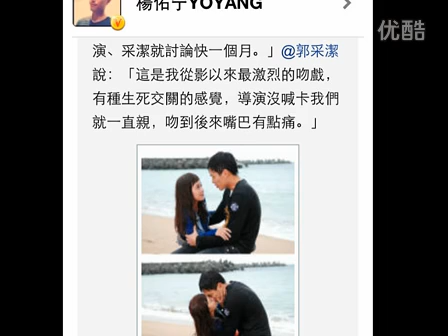 楊佑宁YOYANG
优酷
演、采潔就討論快一個月。」@郭采潔
說：「這是我從影以來最激烈的吻戲，
有種生死交關的感覺，導演沒喊卡我們
就一直親，吻到後來嘴巴有點痛。」